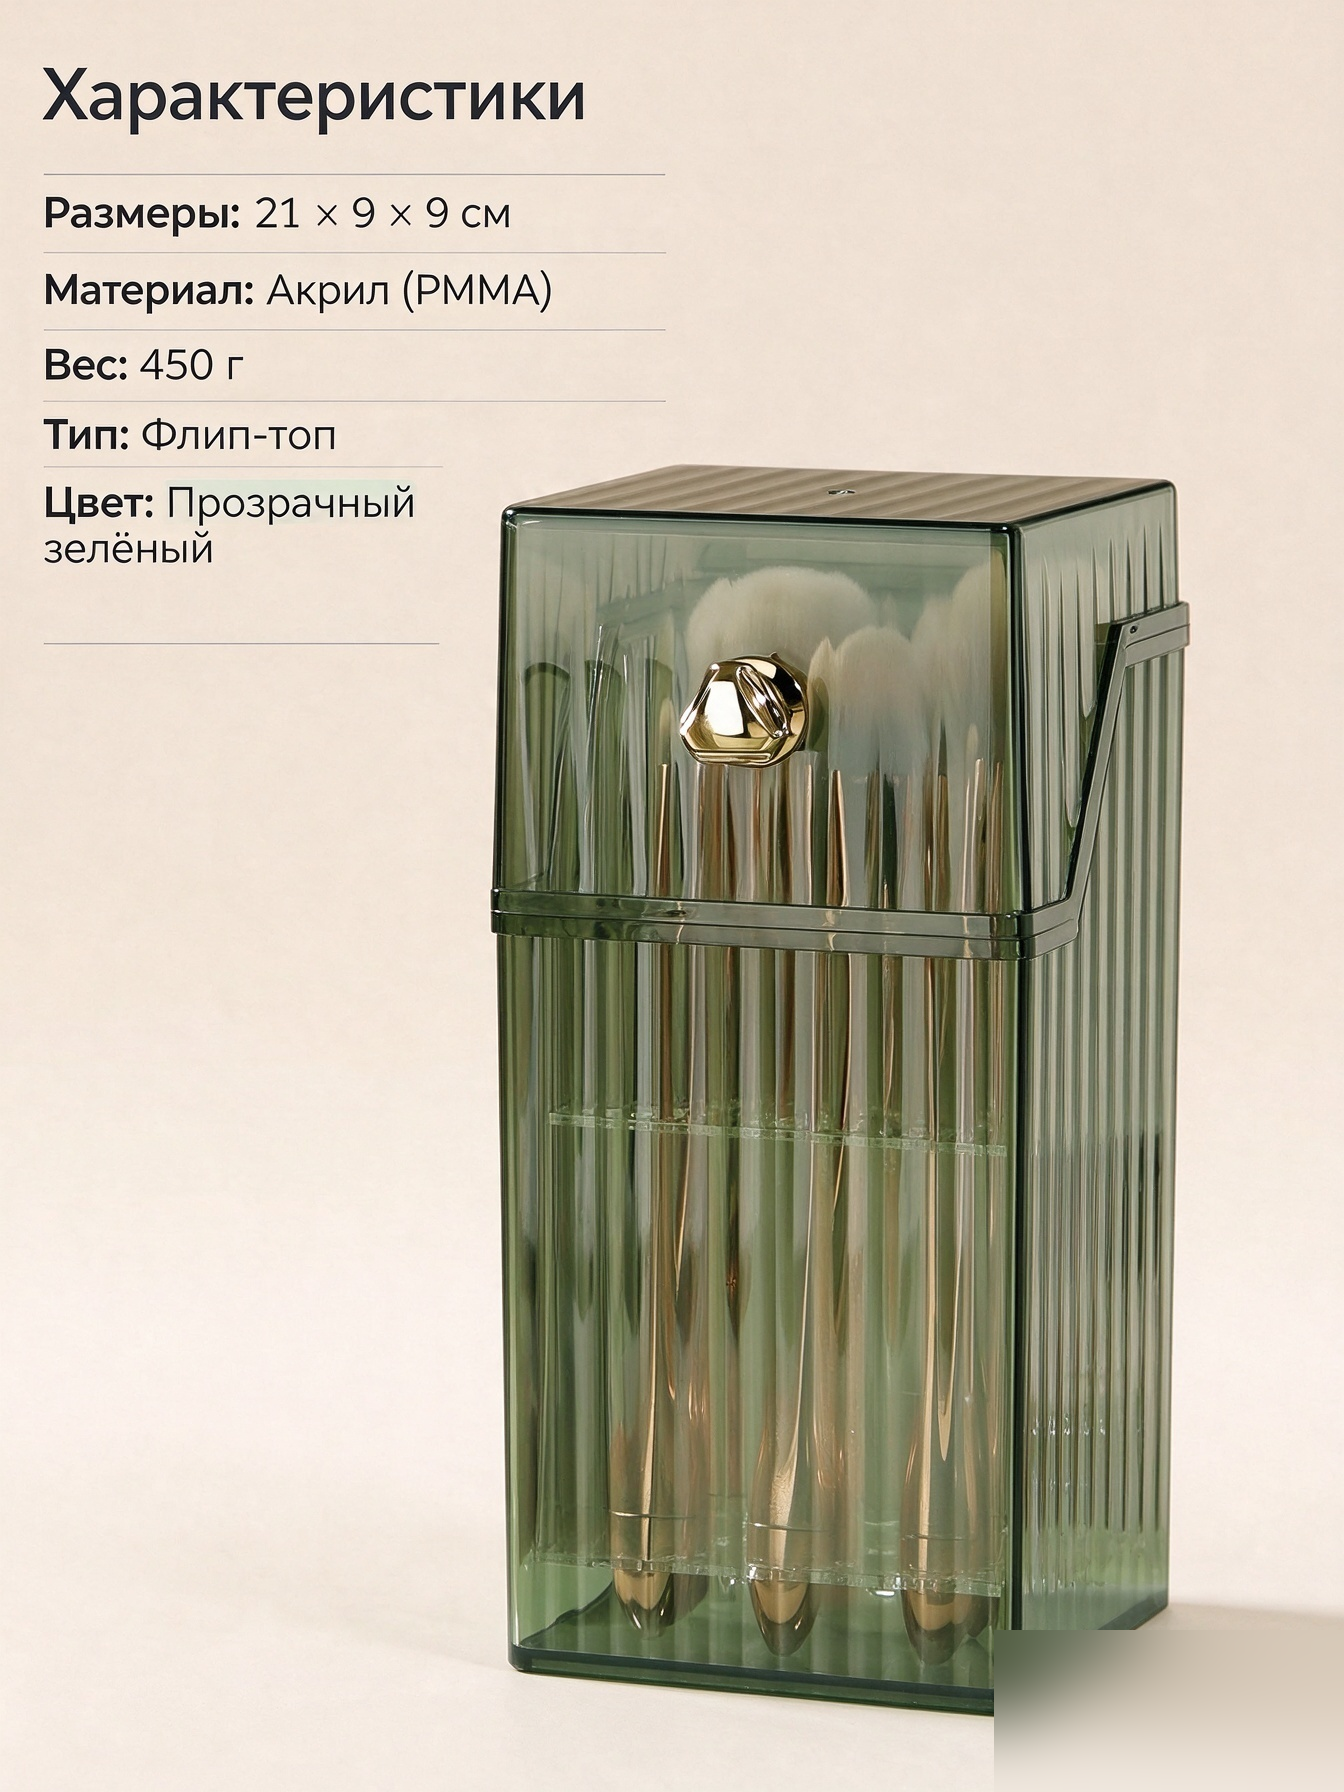 Характеристики
Размеры: 21 × 9 × 9 см
Материал: Акрил (PMMA)
Вес: 450 г
Тип: Флип-топ
Цвет: Прозрачный
зелёный